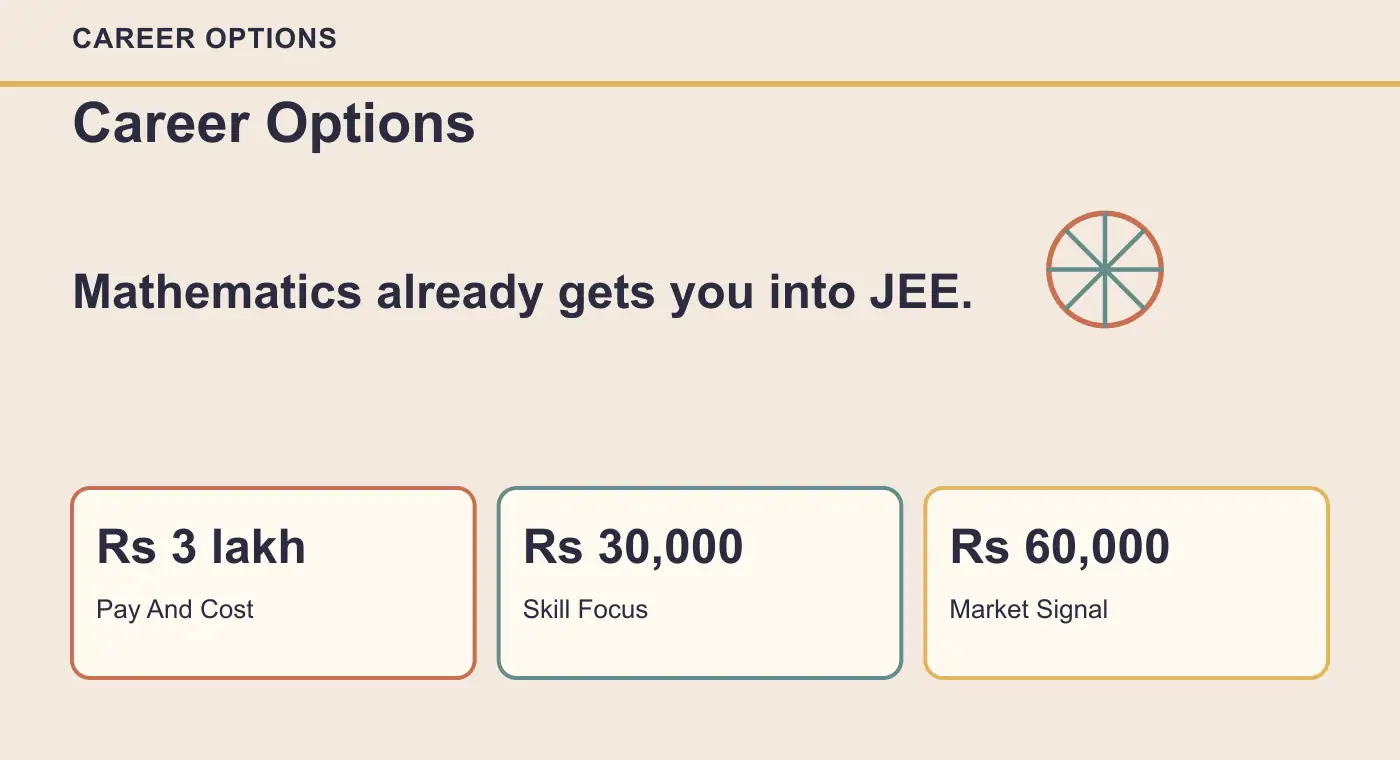 CAREER OPTIONS
Career Options
Mathematics already gets you into JEE.
Rs 3 lakh
Pay And Cost
Rs 30,000
Skill Focus
Rs 60,000
Market Signal